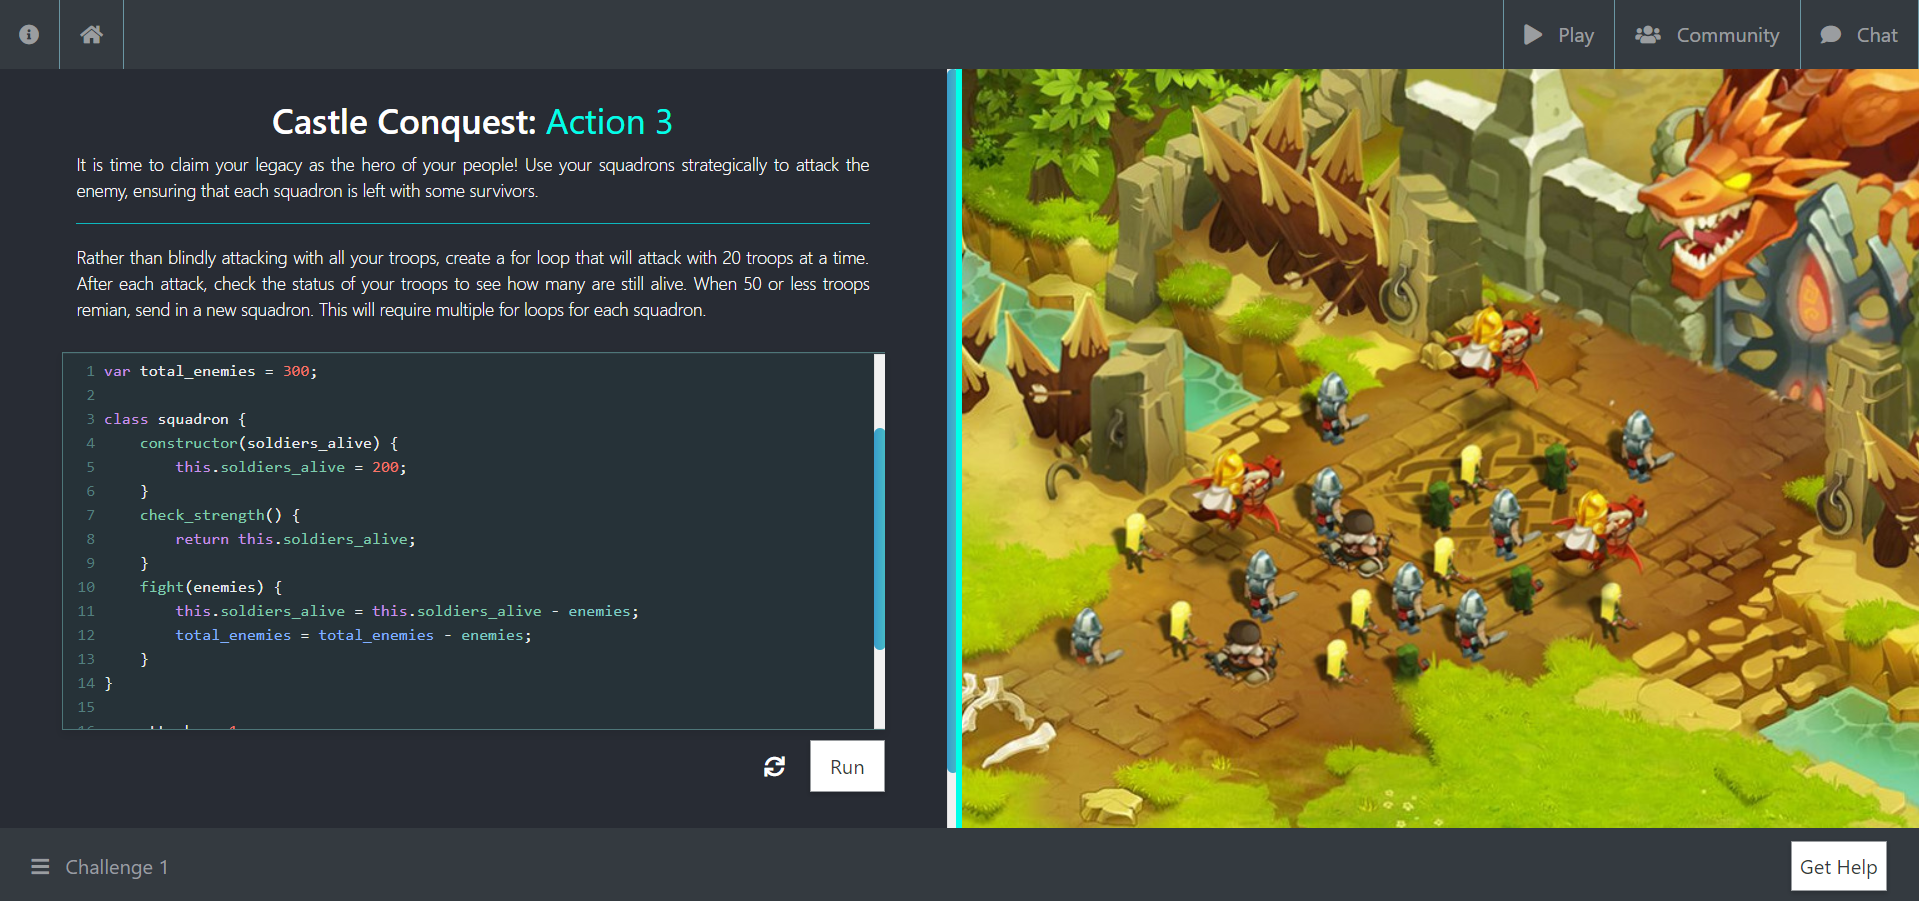 Play
Community
Chat
Castle Conquest: Action 3
It is time to claim your legacy as the hero of your people! Use your squadrons strategically to attack the
enemy, ensuring that each squadron is left with some survivors.
Rather than blindly attacking with all your troops, create a for loop that will attack with 20 troops at a time.
After each attack, check the status of your troops to see how many are still alive. When 50 or less troops
remian, send in a new squadron. This will require multiple for loops for each squadron.
1 var total_enemies = 300;
2
3 class squadron {
4 constructor(soldiers_alive) {
5 this.soldiers_alive = 200;
6 }
7 check_strength() {
8 return this.soldiers_alive;
9 }
10 fight(enemies) {
11 this.soldiers_alive = this.soldiers_alive - enemies;
12 total_enemies = total_enemies - enemies;
13 }
14 }
15
Run
Challenge 1
Get Help